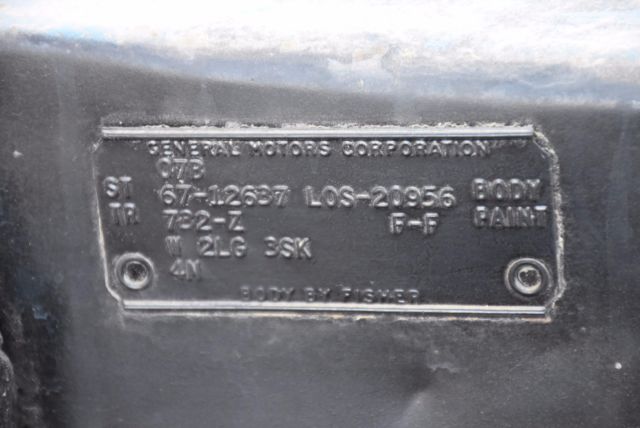 GENERAL MOTORS CORPORATION
07B
ST 67-12637 LOS-20956 BODY
TR 732-Z F-F PAINT
W 2LG 3SK
4N
BODY BY FISHER